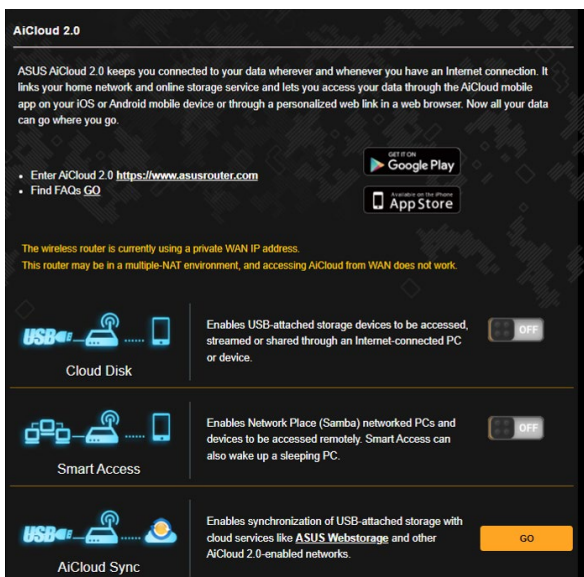 AiCloud 2.0
ASUS AiCloud 2.0 keeps you connected to your data wherever and whenever you have an Internet connection. It
links your home network and online storage service and lets you access your data through the AiCloud mobile
app on your iOS or Android mobile device or through a personalized web link in a web browser. Now all your data
can go where you go.
GET IT ON
Google Play
• Enter AiCloud 2.0 https://www.asusrouter.com
• Find FAQs GO
Available on the iPhone
App Store
The wireless router is currently using a private WAN IP address.
This router may be in a multiple-NAT environment, and accessing AiCloud from WAN does not work.
USB
Cloud Disk
Enables USB-attached storage devices to be accessed,
streamed or shared through an Internet-connected PC
or device.
OFF
Smart Access
Enables Network Place (Samba) networked PCs and
devices to be accessed remotely. Smart Access can
also wake up a sleeping PC.
OFF
USB
AiCloud Sync
Enables synchronization of USB-attached storage with
cloud services like ASUS Webstorage and other
AiCloud 2.0-enabled networks.
GO